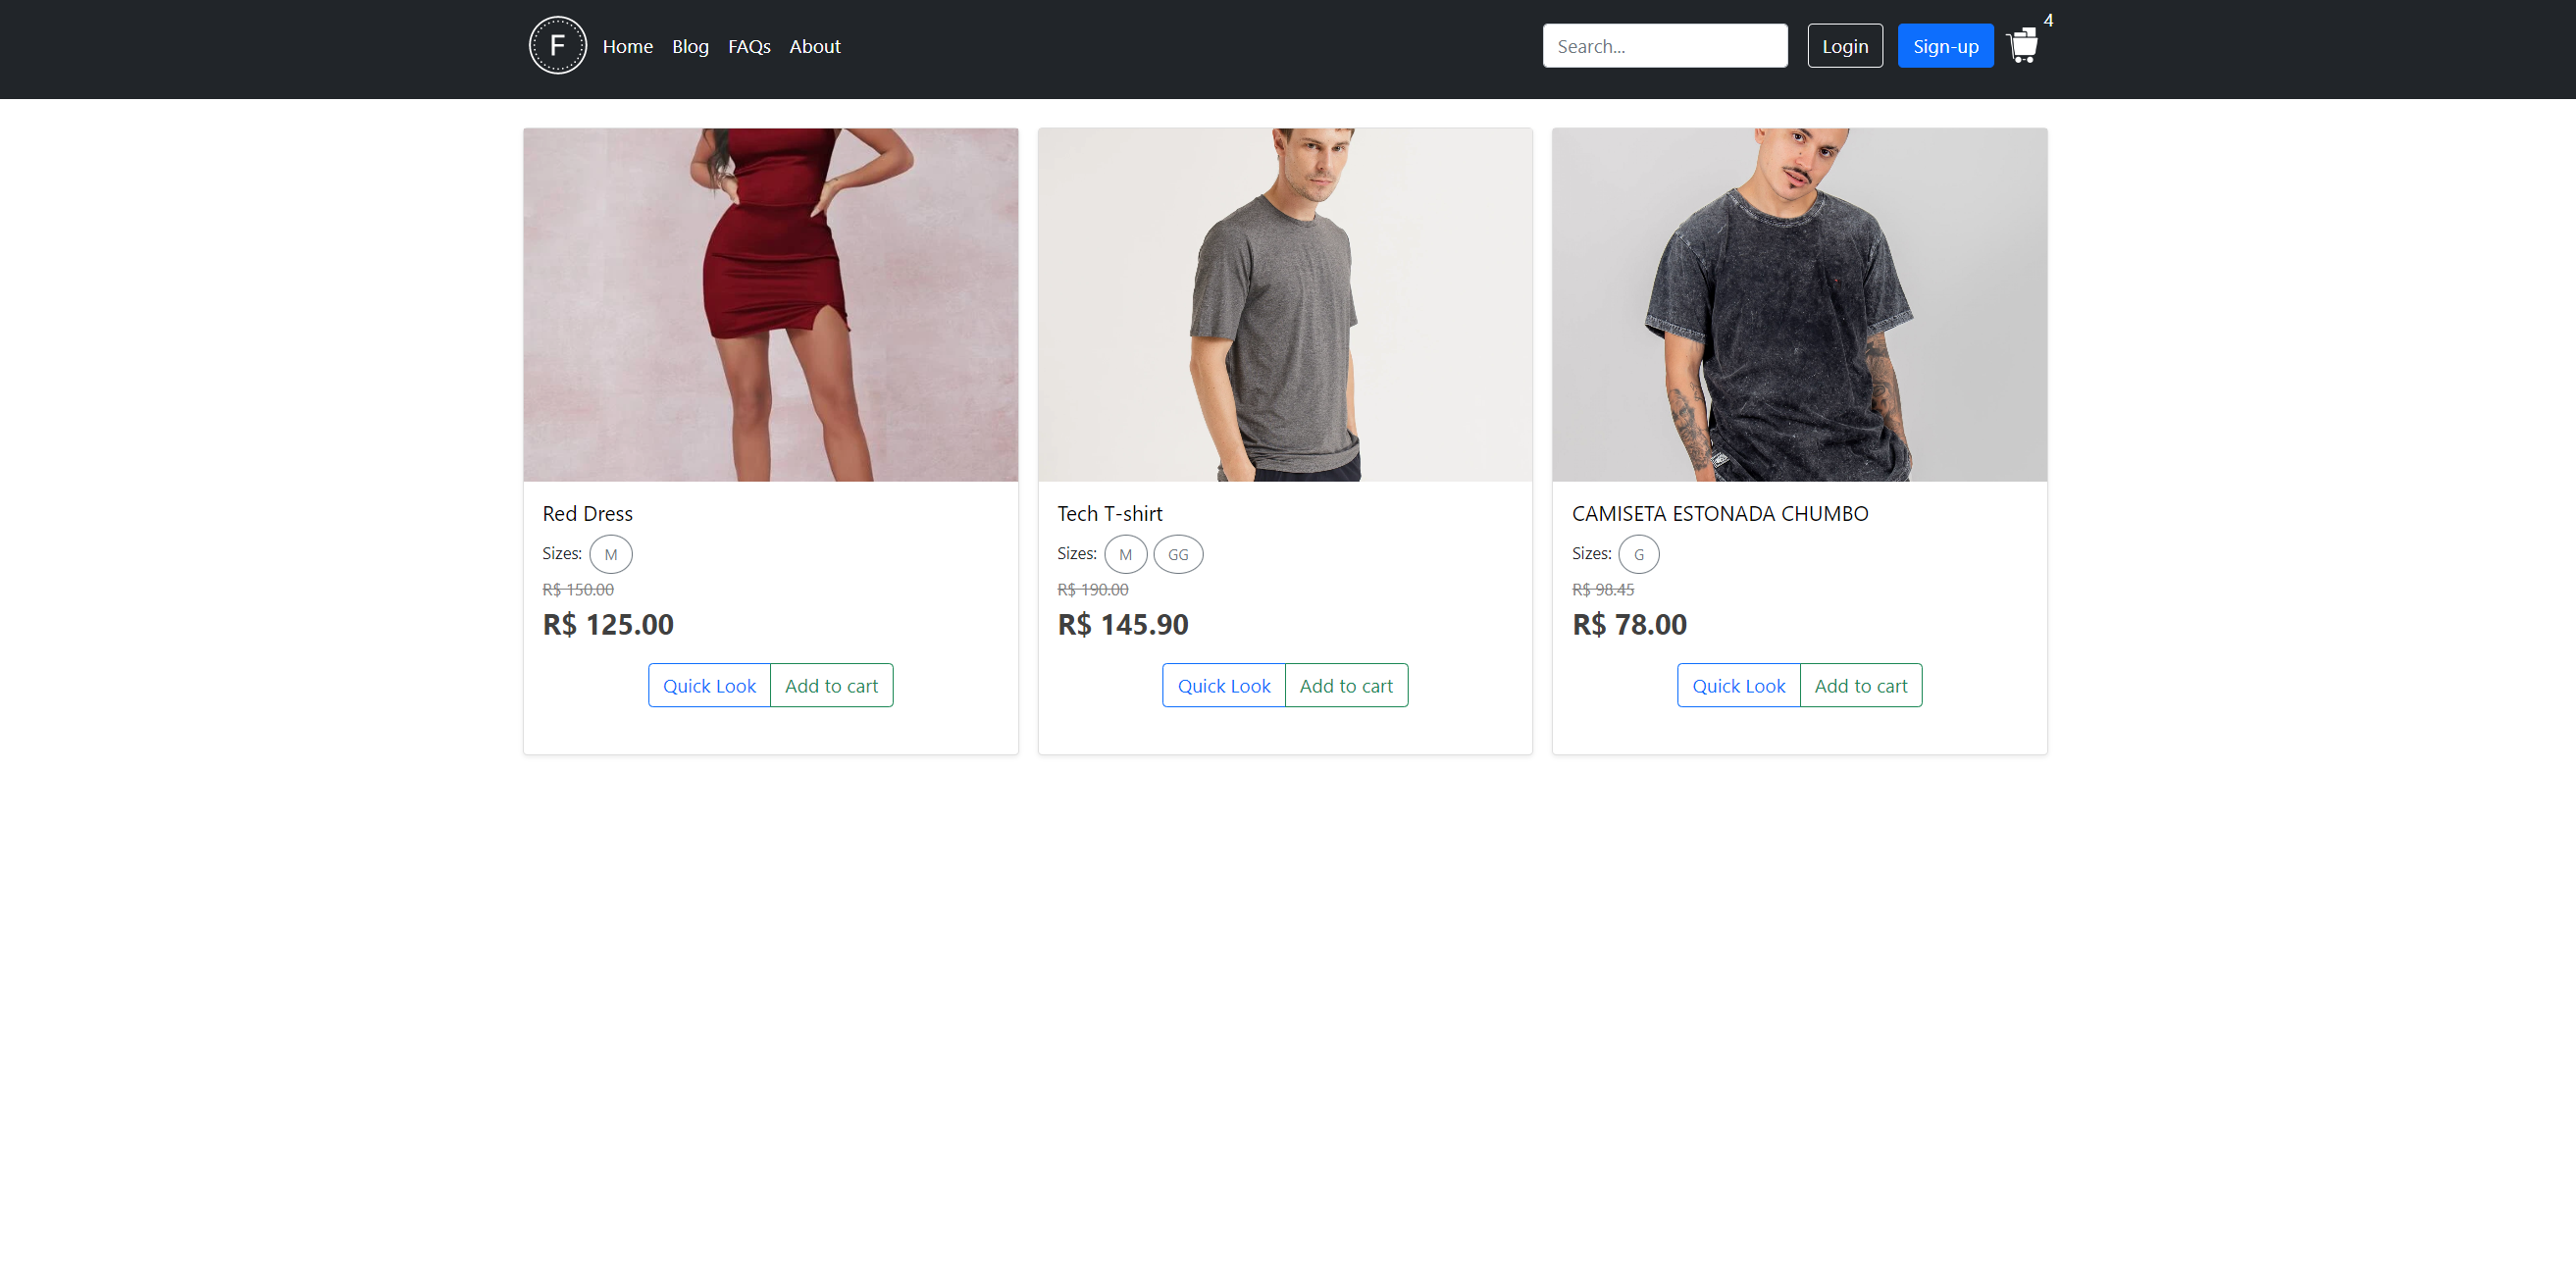 F Home Blog FAQs About Search... Login Sign-up 4
Red Dress
Sizes: M
R$ 150.00
R$ 125.00
Quick Look Add to cart
Tech T-shirt
Sizes: M GG
R$ 190.00
R$ 145.90
Quick Look Add to cart
CAMISETA ESTONADA CHUMBO
Sizes: G
R$ 98.45
R$ 78.00
Quick Look Add to cart